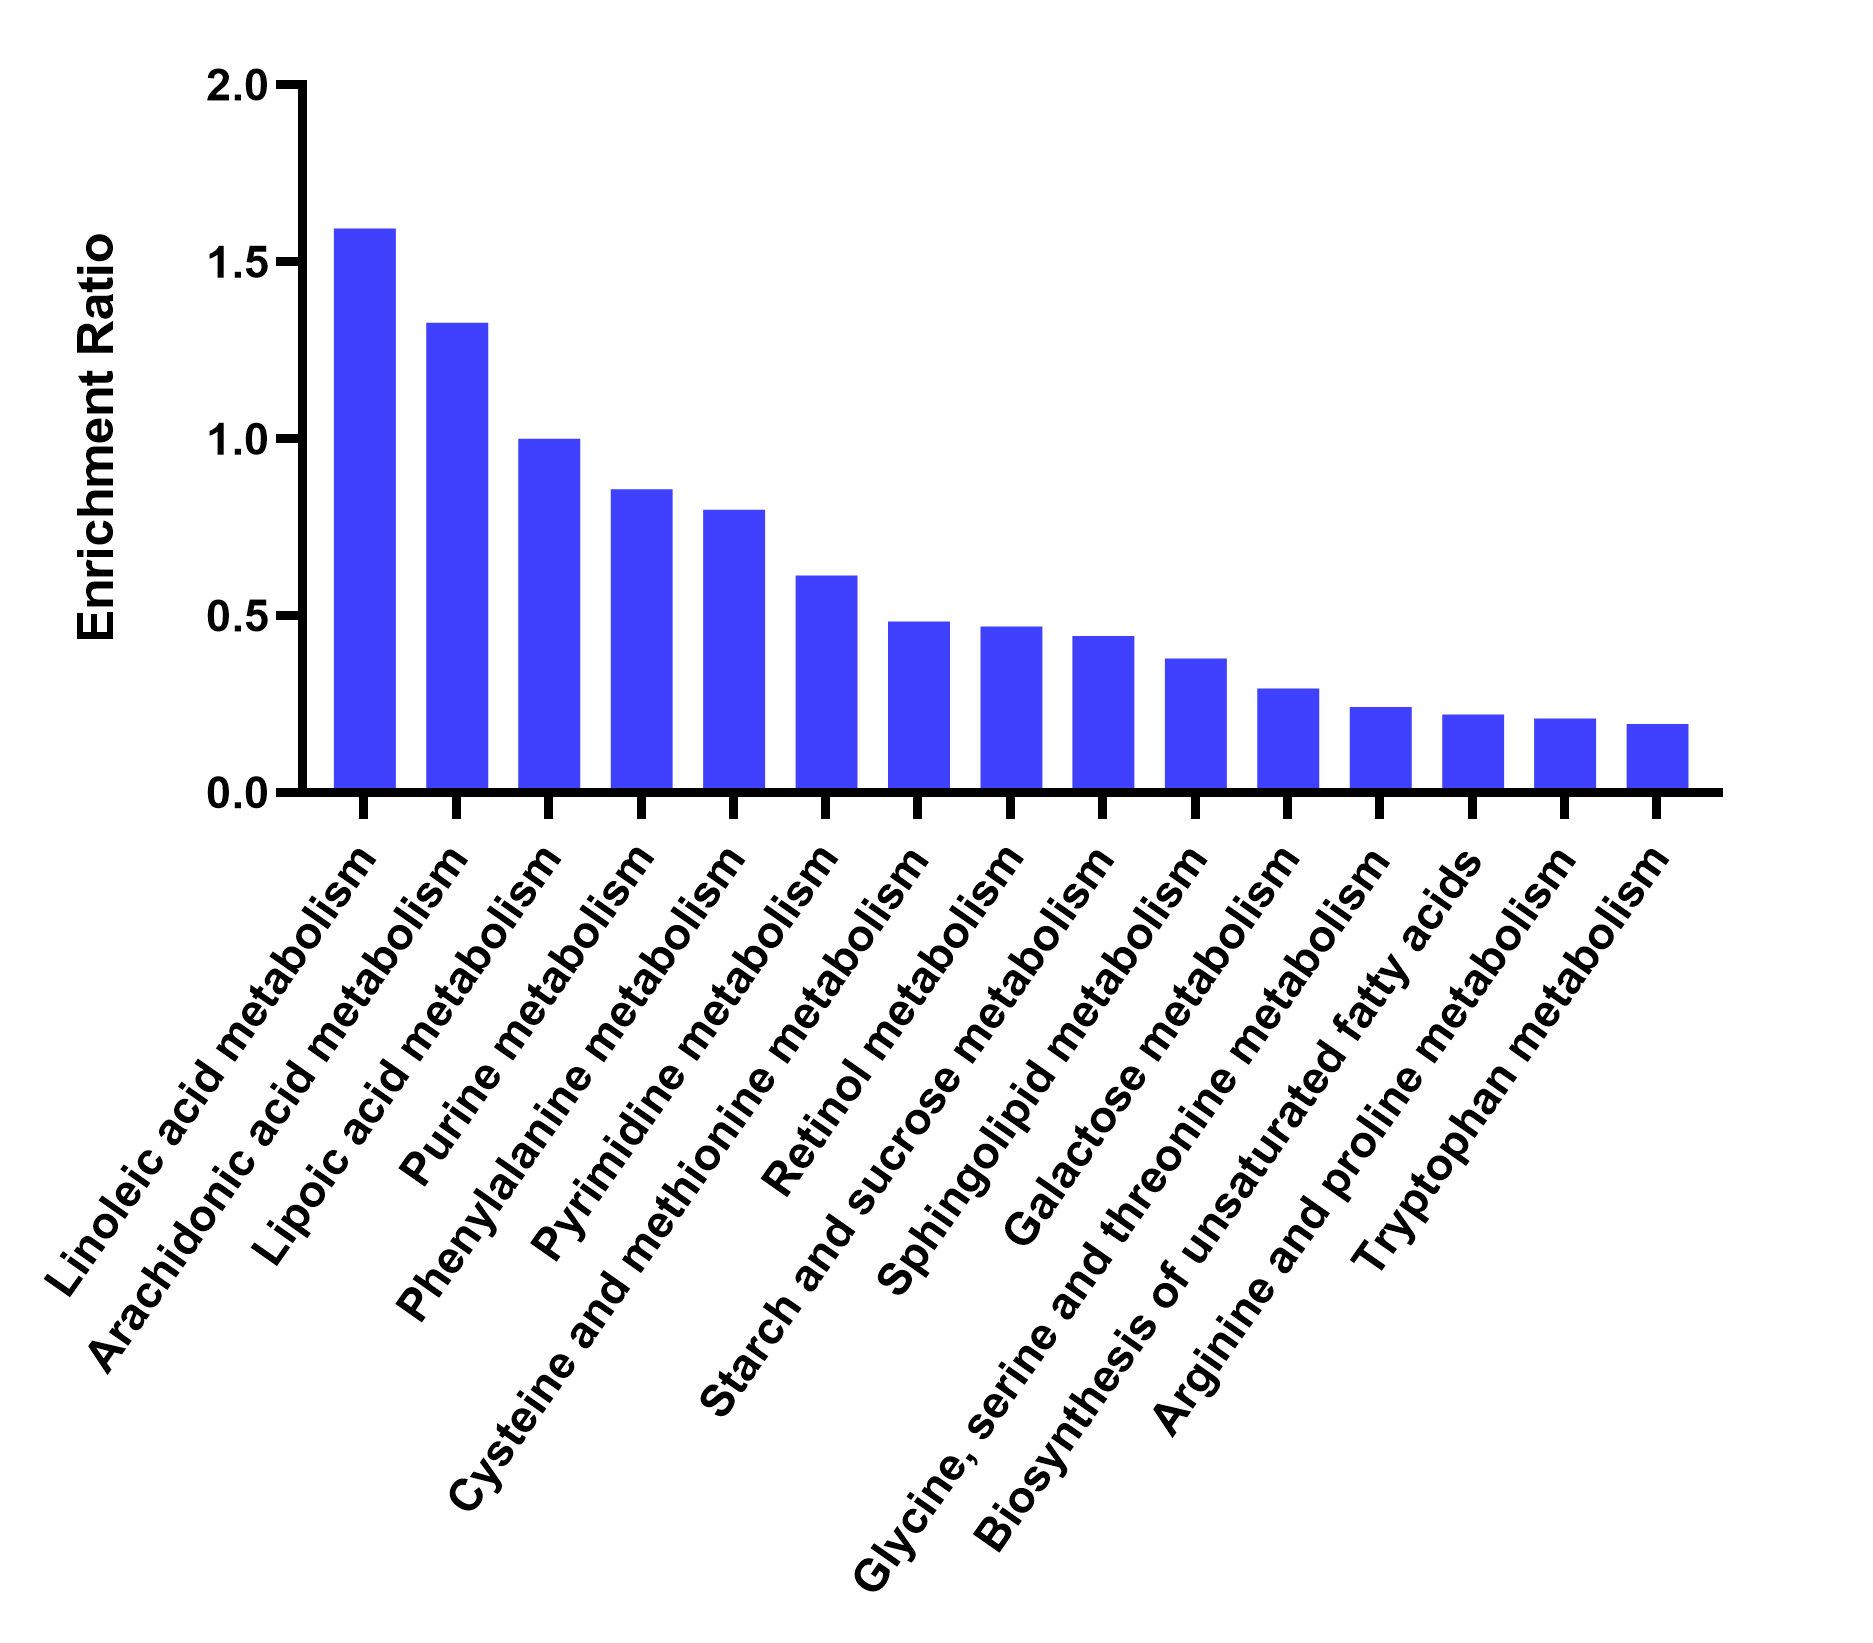 Enrichment Ratio
2.0
1.5
1.0
0.5
0.0
Linoleic acid metabolism
Arachidonic acid metabolism
Lipoic acid metabolism
Purine metabolism
Phenylalanine metabolism
Pyrimidine metabolism
Cysteine and methionine metabolism
Retinol metabolism
Starch and sucrose metabolism
Sphingolipid metabolism
Galactose metabolism
Glycine, serine and threonine metabolism
Biosynthesis of unsaturated fatty acids
Arginine and proline metabolism
Tryptophan metabolism